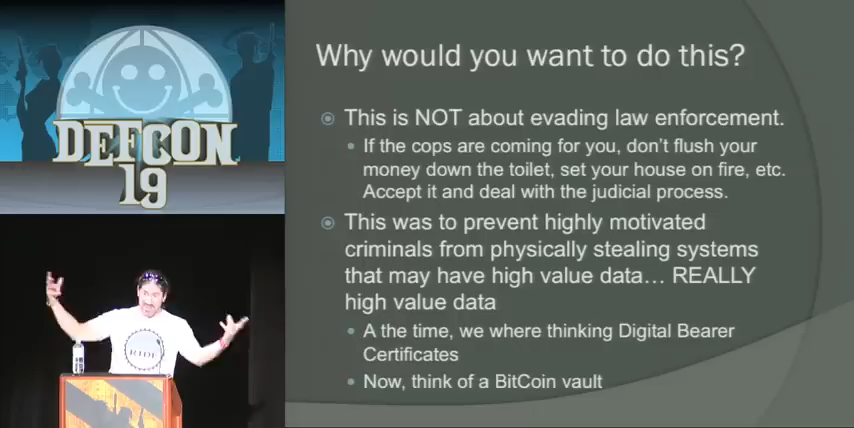 DEFCON
19
RIDE
Why would you want to do this?
This is NOT about evading law enforcement.
If the cops are coming for you, don't flush your
money down the toilet, set your house on fire, etc.
Accept it and deal with the judicial process.
This was to prevent highly motivated
criminals from physically stealing systems
that may have high value data... REALLY
high value data
A the time, we where thinking Digital Bearer
Certificates
Now, think of a BitCoin vault